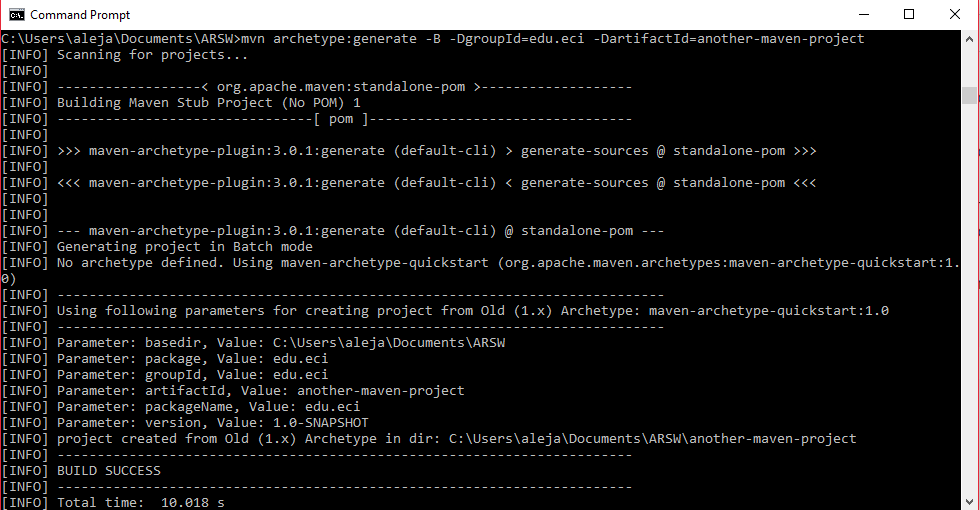 Command Prompt
C:\Users\aleja\Documents\ARSW>mvn archetype:generate -B -DgroupId=edu.eci -DartifactId=another-maven-project
[INFO] Scanning for projects...
[INFO]
[INFO] ------------------< org.apache.maven:standalone-pom >-------------------
[INFO] Building Maven Stub Project (No POM) 1
[INFO] --------------------------------[ pom ]---------------------------------
[INFO]
[INFO] >>> maven-archetype-plugin:3.0.1:generate (default-cli) > generate-sources @ standalone-pom >>>
[INFO]
[INFO] <<< maven-archetype-plugin:3.0.1:generate (default-cli) < generate-sources @ standalone-pom <<<
[INFO]
[INFO]
[INFO] --- maven-archetype-plugin:3.0.1:generate (default-cli) @ standalone-pom ---
[INFO] Generating project in Batch mode
[INFO] No archetype defined. Using maven-archetype-quickstart (org.apache.maven.archetypes:maven-archetype-quickstart:1.
0)
[INFO] ----------------------------------------------------------------------------
[INFO] Using following parameters for creating project from Old (1.x) Archetype: maven-archetype-quickstart:1.0
[INFO] ----------------------------------------------------------------------------
[INFO] Parameter: basedir, Value: C:\Users\aleja\Documents\ARSW
[INFO] Parameter: package, Value: edu.eci
[INFO] Parameter: groupId, Value: edu.eci
[INFO] Parameter: artifactId, Value: another-maven-project
[INFO] Parameter: packageName, Value: edu.eci
[INFO] Parameter: version, Value: 1.0-SNAPSHOT
[INFO] project created from Old (1.x) Archetype in dir: C:\Users\aleja\Documents\ARSW\another-maven-project
[INFO] ------------------------------------------------------------------------
[INFO] BUILD SUCCESS
[INFO] ------------------------------------------------------------------------
[INFO] Total time:  10.018 s